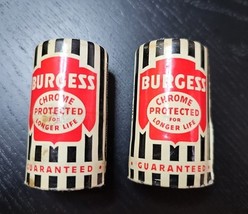 BURGESS
CHROME
PROTECTED
FOR
LONGER LIFE
GUARANTEED
BURGESS
CHROME
PROTECTED
FOR
LONGER LIFE
GUARANTEED